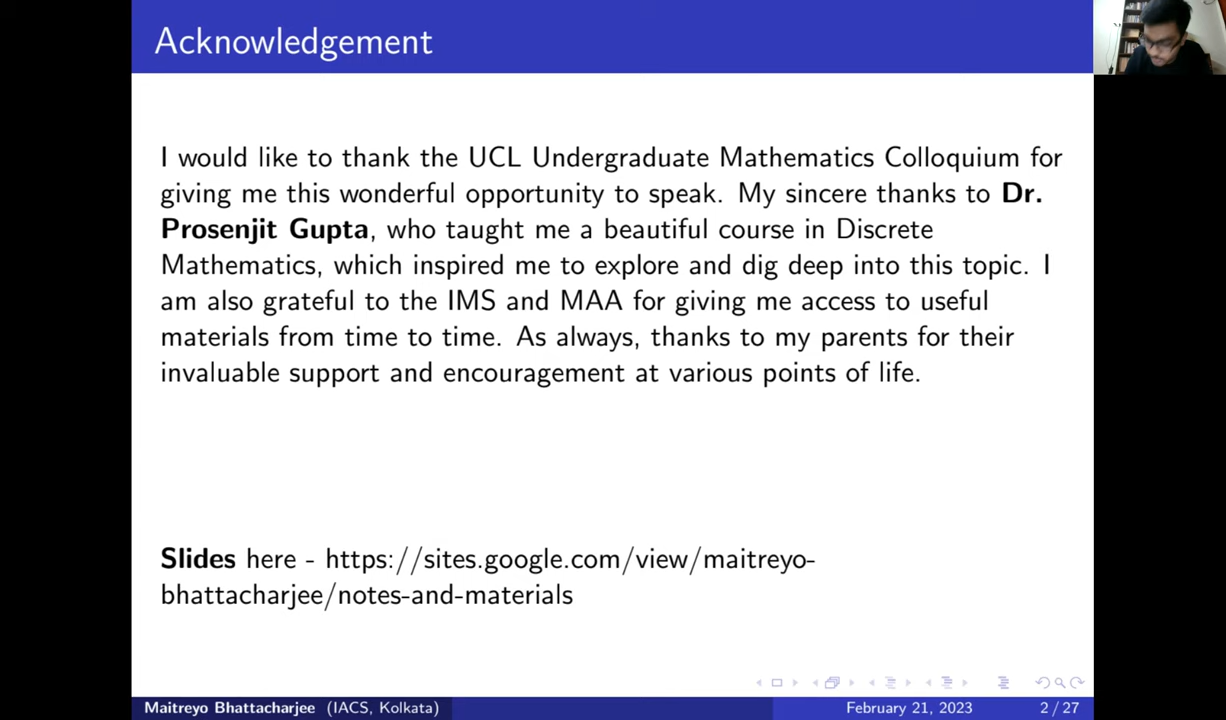 Acknowledgement
I would like to thank the UCL Undergraduate Mathematics Colloquium for
giving me this wonderful opportunity to speak. My sincere thanks to Dr.
Prosenjit Gupta, who taught me a beautiful course in Discrete
Mathematics, which inspired me to explore and dig deep into this topic. I
am also grateful to the IMS and MAA for giving me access to useful
materials from time to time. As always, thanks to my parents for their
invaluable support and encouragement at various points of life.
Slides here - https://sites.google.com/view/maitreyo-
bhattacharjee/notes-and-materials
Maitreyo Bhattacharjee (IACS, Kolkata) February 21, 2023 2 / 27